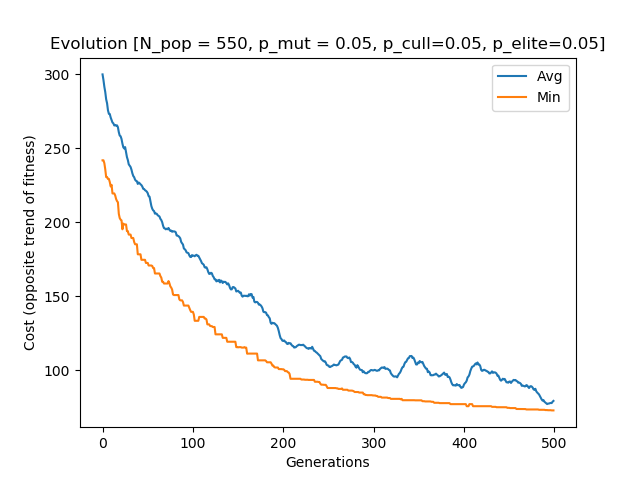 Evolution [N_pop = 550, p_mut = 0.05, p_cull=0.05, p_elite=0.05]
Cost (opposite trend of fitness)
300
250
200
150
100
Avg
Min
0 100 200 300 400 500
Generations